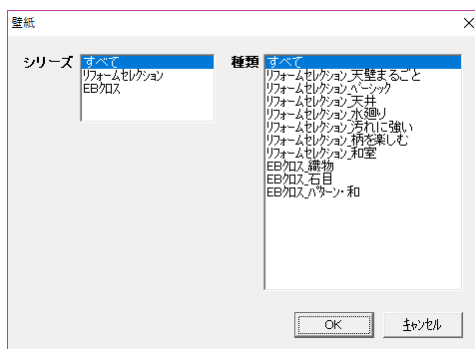 壁紙
シリーズ
すべて
リフォームセレクション
EBクロス
種類
すべて
リフォームセレクション_天壁まるごと
リフォームセレクション_ベーシック
リフォームセレクション_天井
リフォームセレクション_水廻り
リフォームセレクション_汚れに強い
リフォームセレクション_柄を楽しむ
リフォームセレクション_和室
EBクロス_織物
EBクロス_石目
EBクロス_パターン・和
OK
キャンセル